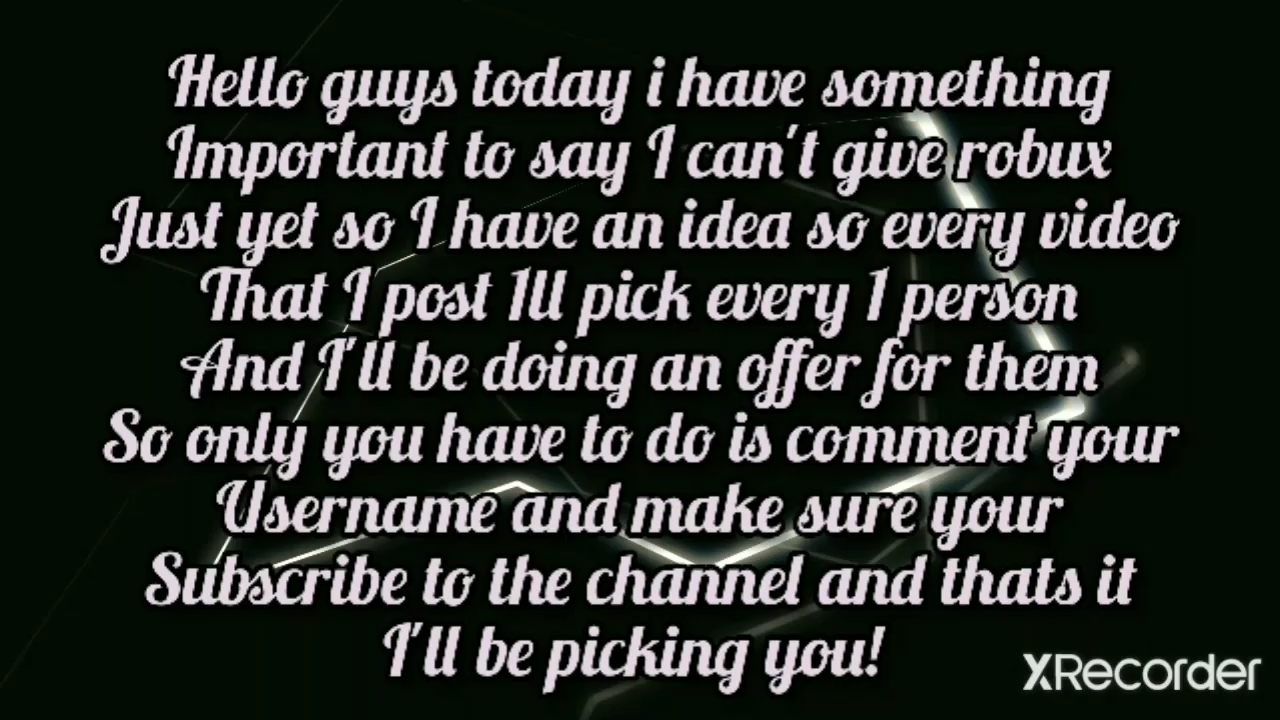 Hello guys today i have something
Important to say I can't give robux
Just yet so I have an idea so every video
That I post 1ll pick every 1 person
And I'll be doing an offer for them
So only you have to do is comment your
Username and make sure your
Subscribe to the channel and thats it
I'll be picking you!
XRecorder